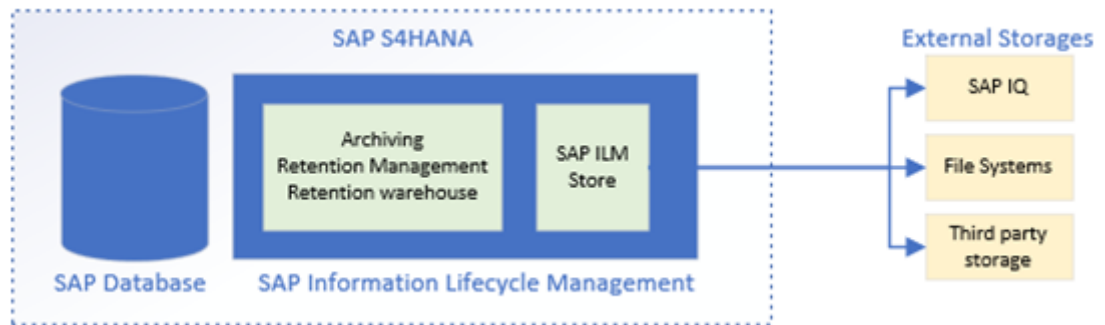 SAP S4HANA
External Storages
SAP IQ
Archiving
Retention Management
Retention warehouse
SAP ILM
Store
File Systems
Third party
storage
SAP Database
SAP Information Lifecycle Management